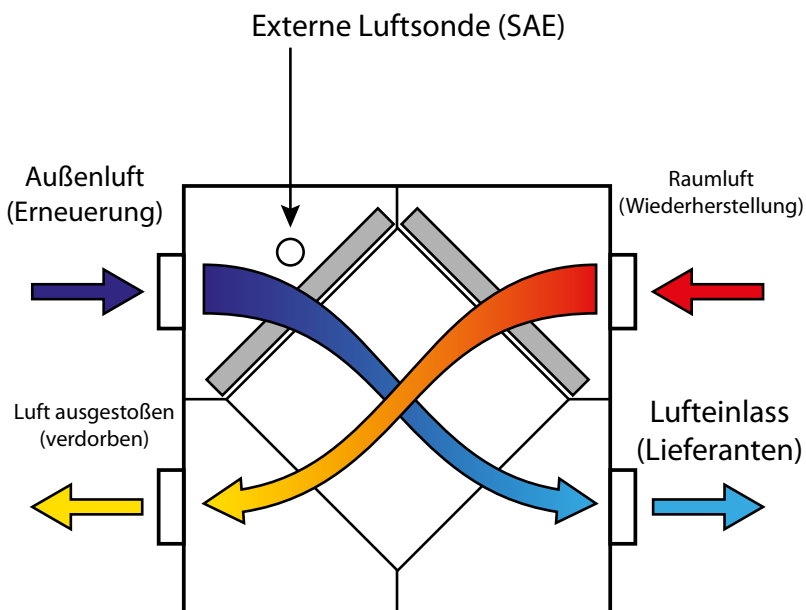 Externe Luftsonde (SAE)
Außenluft
(Erneuerung)
Raumluft
(Wiederherstellung)
Luft ausgestoßen
(verdorben)
Lufteinlass
(Lieferanten)